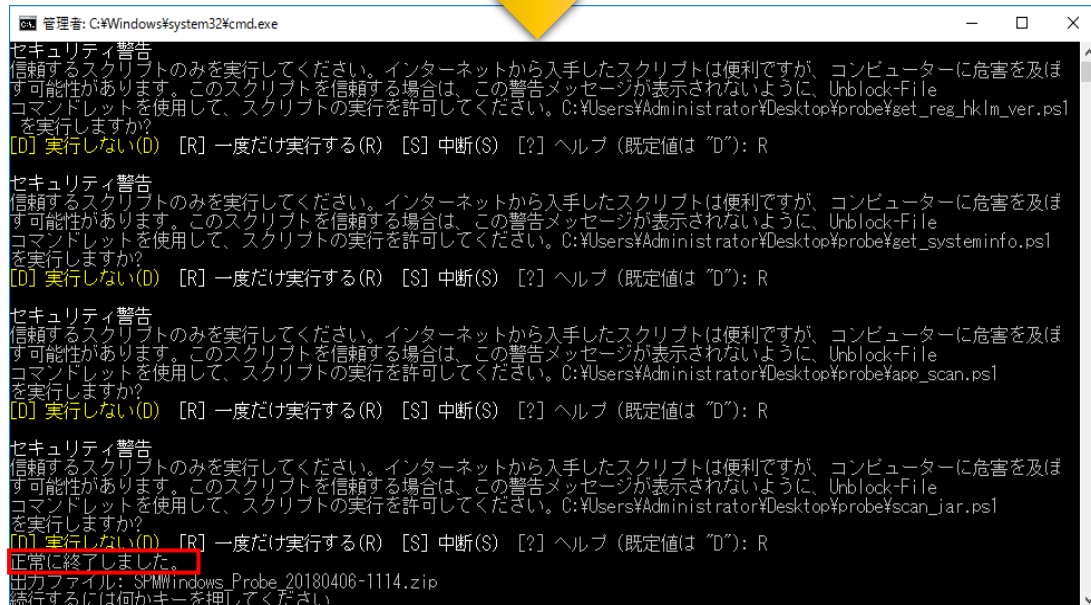 管理者: C:¥Windows¥system32¥cmd.exe
セキュリティ警告
信頼するスクリプトのみを実行してください。インターネットから入手したスクリプトは便利ですが、コンピューターに危害を及ぼ
す可能性があります。このスクリプトを信頼する場合は、この警告メッセージが表示されないように、Unblock-File
コマンドレットを使用して、スクリプトの実行を許可してください。C:¥Users¥Administrator¥Desktop¥probe¥get_reg_hklm_ver.ps1
を実行しますか?
[D] 実行しない(D) [R] 一度だけ実行する(R) [S] 中断(S) [?] ヘルプ (既定値は "D"): R
セキュリティ警告
信頼するスクリプトのみを実行してください。インターネットから入手したスクリプトは便利ですが、コンピューターに危害を及ぼ
す可能性があります。このスクリプトを信頼する場合は、この警告メッセージが表示されないように、Unblock-File
コマンドレットを使用して、スクリプトの実行を許可してください。C:¥Users¥Administrator¥Desktop¥probe¥get_systeminfo.ps1
を実行しますか?
[D] 実行しない(D) [R] 一度だけ実行する(R) [S] 中断(S) [?] ヘルプ (既定値は "D"): R
セキュリティ警告
信頼するスクリプトのみを実行してください。インターネットから入手したスクリプトは便利ですが、コンピューターに危害を及ぼ
す可能性があります。このスクリプトを信頼する場合は、この警告メッセージが表示されないように、Unblock-File
コマンドレットを使用して、スクリプトの実行を許可してください。C:¥Users¥Administrator¥Desktop¥probe¥app_scan.ps1
を実行しますか?
[D] 実行しない(D) [R] 一度だけ実行する(R) [S] 中断(S) [?] ヘルプ (既定値は "D"): R
セキュリティ警告
信頼するスクリプトのみを実行してください。インターネットから入手したスクリプトは便利ですが、コンピューターに危害を及ぼ
す可能性があります。このスクリプトを信頼する場合は、この警告メッセージが表示されないように、Unblock-File
コマンドレットを使用して、スクリプトの実行を許可してください。C:¥Users¥Administrator¥Desktop¥probe¥scan_jar.ps1
を実行しますか?
[D] 実行しない(D) [R] 一度だけ実行する(R) [S] 中断(S) [?] ヘルプ (既定値は "D"): R
正常に終了しました。
出力ファイル: SPMWindows_Probe_20180406-1114.zip
続行するには何かキーを押してください